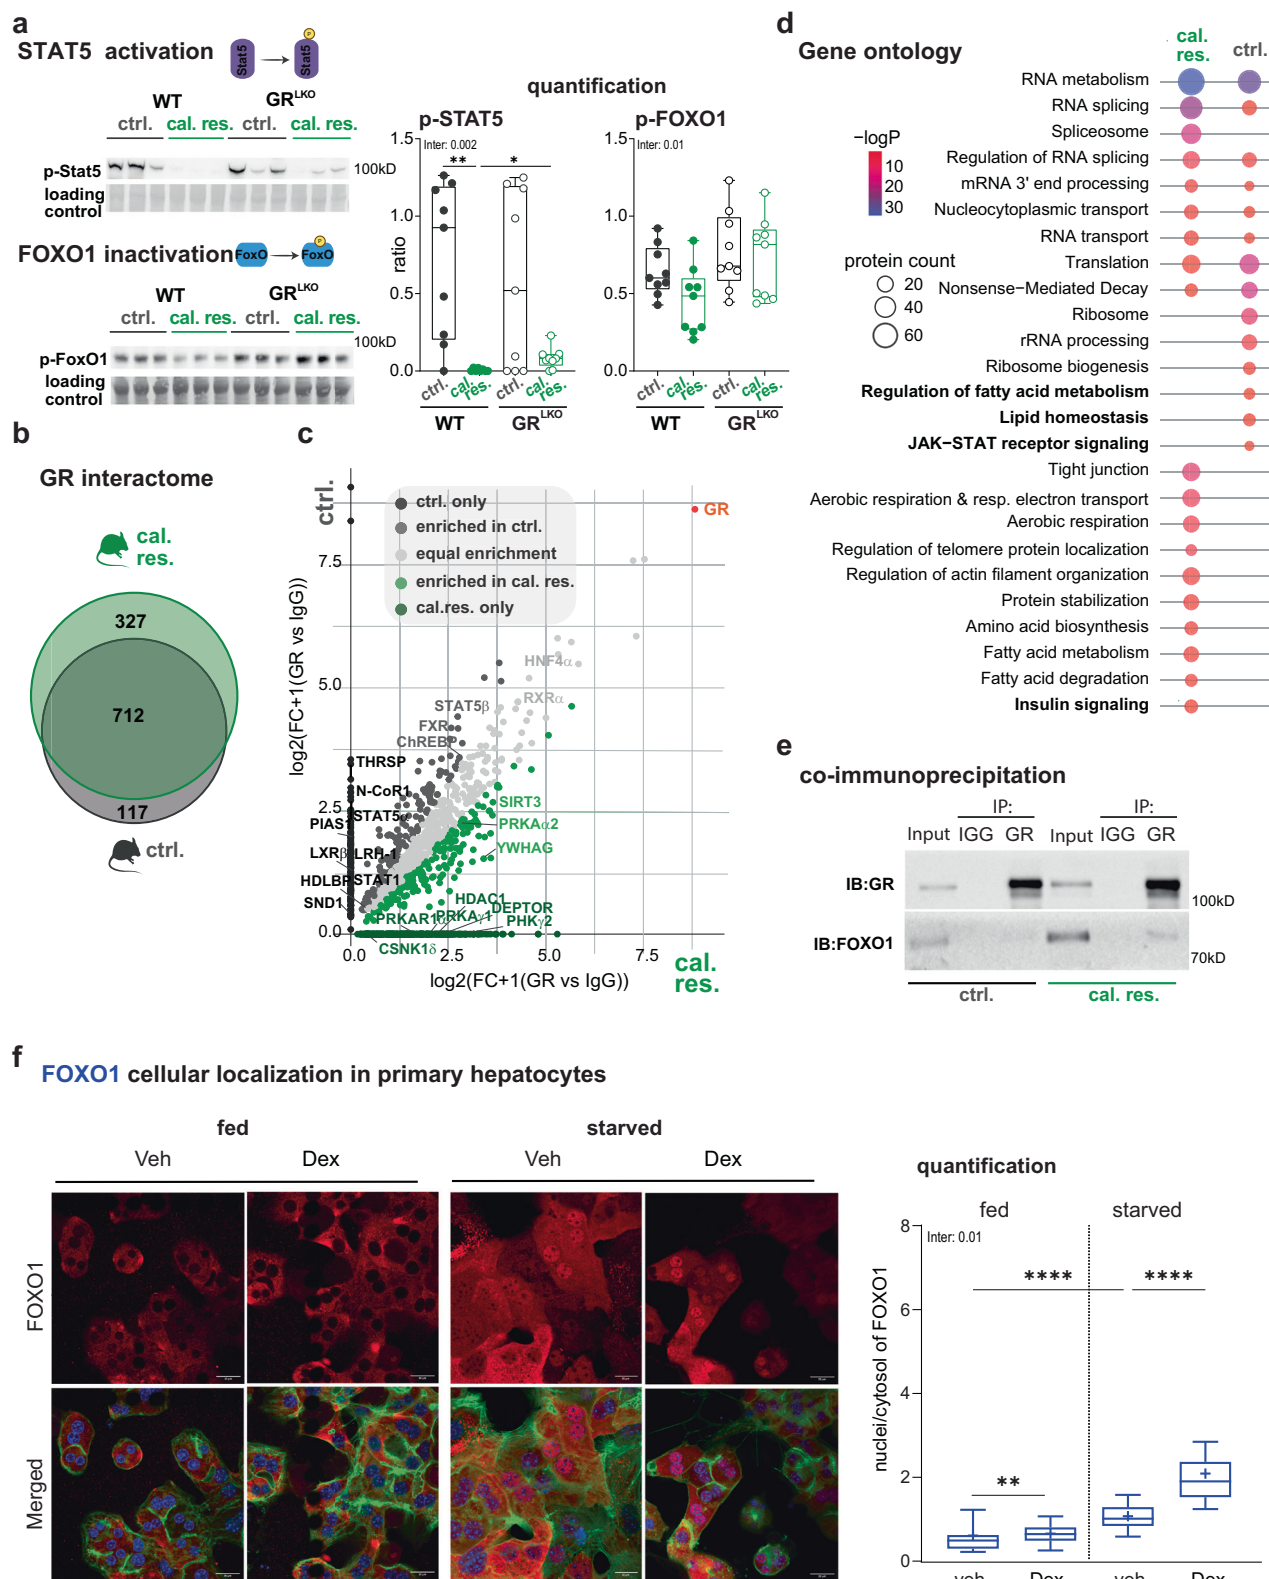 a
STAT5 activation
Stat5
Stat5
P
WT
GR^LKO
ctrl.
cal. res.
ctrl.
cal. res.
p-Stat5
100kD
loading
control
FOXO1 inactivation
FoxO
FoxO
P
WT
GR^LKO
ctrl.
cal. res.
ctrl.
cal. res.
100kD
p-FoxO1
loading
control
quantification
p-STAT5
Inter: 0.002
**
*
1.5
1.0
0.5
0.0
ratio
ctrl.
cal. res.
ctrl.
cal. res.
WT
GR^LKO
p-FOXO1
Inter: 0.01
1.5
1.0
0.5
0.0
ctrl.
cal. res.
ctrl.
cal. res.
WT
GR^LKO
b
GR interactome
cal.
res.
327
712
117
ctrl.
c
ctrl.
ctrl. only
enriched in ctrl.
equal enrichment
enriched in cal. res.
cal.res. only
GR
7.5
5.0
2.5
0.0
log2(FC+1(GR vs IgG))
HNF4α
RXRα
STAT5β
FXR
ChREBP
THRSP
N-CoR1
STAT5α
PIAS1
LXRβ
LRH-1
HDLBP
STAT1
SND1
SIRT3
PRKAα2
YWHAG
HDAC1
DEPTOR
PRKAR1α
PRKAγ1
PHKγ2
CSNK1δ
0.0
2.5
5.0
7.5
log2(FC+1(GR vs IgG))
cal.
res.
d
Gene ontology
cal.
res.
ctrl.
−logP
10
20
30
protein count
20
40
60
RNA metabolism
RNA splicing
Spliceosome
Regulation of RNA splicing
mRNA 3' end processing
Nucleocytoplasmic transport
RNA transport
Translation
Nonsense−Mediated Decay
Ribosome
rRNA processing
Ribosome biogenesis
Regulation of fatty acid metabolism
Lipid homeostasis
JAK−STAT receptor signaling
Tight junction
Aerobic respiration & resp. electron transport
Aerobic respiration
Regulation of telomere protein localization
Regulation of actin filament organization
Protein stabilization
Amino acid biosynthesis
Fatty acid metabolism
Fatty acid degradation
Insulin signaling
e
co-immunoprecipitation
IP:
IP:
Input IGG GR
Input IGG GR
IB:GR
100kD
IB:FOXO1
70kD
ctrl.
cal. res.
f
FOXO1 cellular localization in primary hepatocytes
fed
starved
Veh
Dex
Veh
Dex
FOXO1
Merged
quantification
fed
starved
Inter: 0.01
****
****
**
8
6
4
2
0
nuclei/cytosol of FOXO1
veh
Dex
veh
Dex